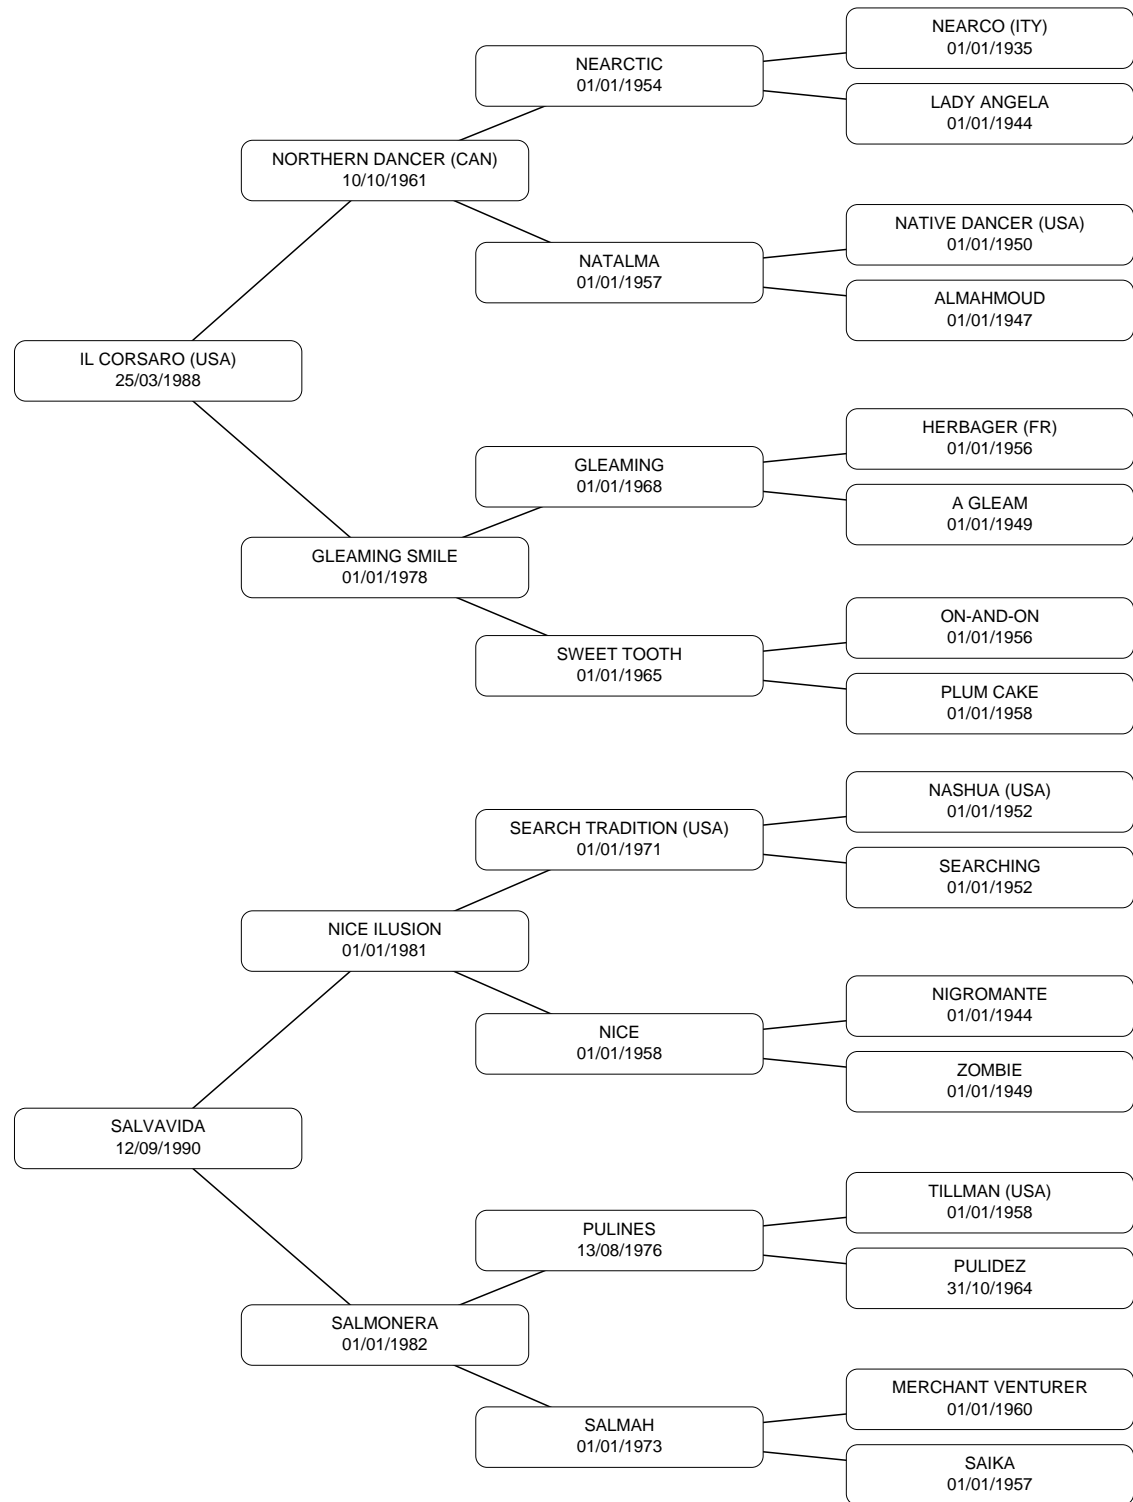 NEARCO (ITY)
01/01/1935
NEARCTIC
01/01/1954
LADY ANGELA
01/01/1944
NORTHERN DANCER (CAN)
10/10/1961
NATIVE DANCER (USA)
01/01/1950
NATALMA
01/01/1957
ALMAHMOUD
01/01/1947
IL CORSARO (USA)
25/03/1988
HERBAGER (FR)
01/01/1956
GLEAMING
01/01/1968
A GLEAM
01/01/1949
GLEAMING SMILE
01/01/1978
ON-AND-ON
01/01/1956
SWEET TOOTH
01/01/1965
PLUM CAKE
01/01/1958
NASHUA (USA)
01/01/1952
SEARCH TRADITION (USA)
01/01/1971
SEARCHING
01/01/1952
NICE ILUSION
01/01/1981
NIGROMANTE
01/01/1944
NICE
01/01/1958
ZOMBIE
01/01/1949
SALVAVIDA
12/09/1990
TILLMAN (USA)
01/01/1958
PULINES
13/08/1976
PULIDEZ
31/10/1964
SALMONERA
01/01/1982
MERCHANT VENTURER
01/01/1960
SALMAH
01/01/1973
SAIKA
01/01/1957